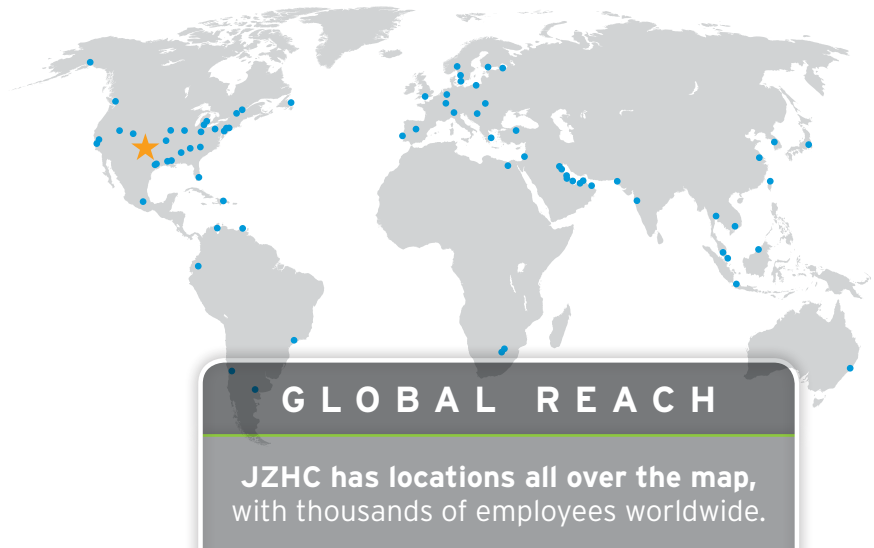 GLOBAL REACH
JZHC has locations all over the map,
with thousands of employees worldwide.